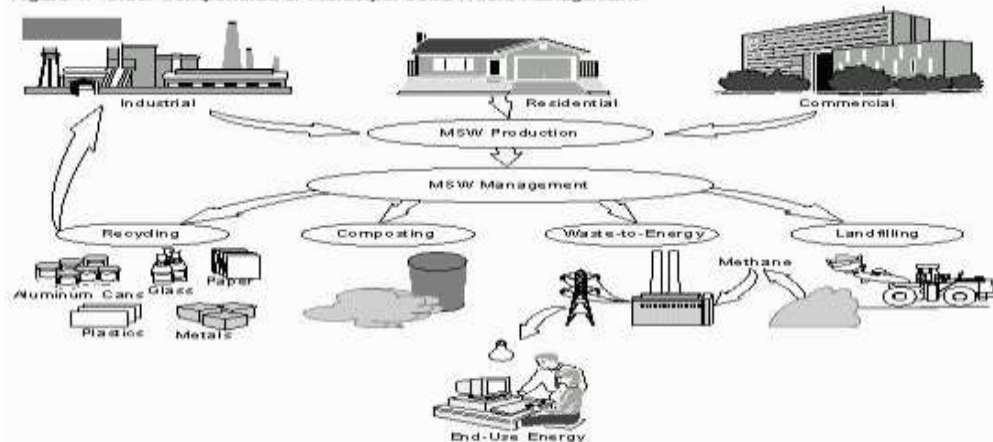 Industrial
Residential
Commercial
MSW Production
MSW Management
Recycling
Composting
Waste-to-Energy
Landfilling
Methane
Aluminum Cans
Glass
Paper
Plastics
Metals
End-Use Energy